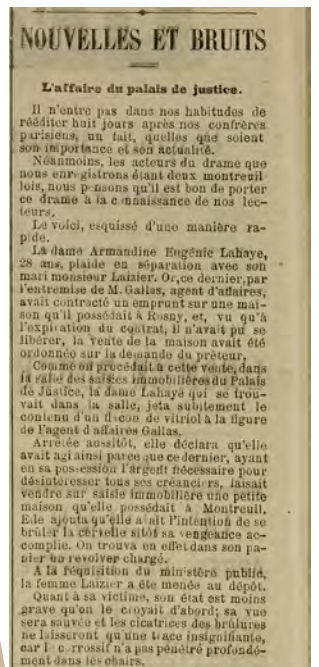 NOUVELLES ET BRUITS
L'affaire du palais de justice.
Il n'entre pas dans nos habitudes de
rééditer huit jours après nos confrères
parisiens, un fait, quelles que soient
son importance et son actualité.
Néanmoins, les acteurs du drame que
nous enregistrons étant deux montreuil
lois, nous pensons qu'il est bon de porter
ce drame à la connaissance de nos lec-
teurs.
Le voici, esquissé d'une manière ra-
pide.
La dame Armandine Eugénie Lahaye,
28 ans, plaide en séparation avec son
mari monsieur Laizier. Or, ce dernier, par
l'entremise de M. Gallas, agent d'affaires,
avait contracté un emprunt sur une mai-
son qu'il possédait à Rosny, et, vu qu'à
l'expiration du contrat, il n'avait pu se
libérer, la vente de la maison avait été
ordonnée sur la demande du prêteur.
Comme on procédait à cette vente, dans
la salle des saisies immobilières du Palais
de Justice, la dame Lahaye qui se trou-
vait dans la salle, jeta subitement le
contenu d'un flacon de vitriol à la figure
de l'agent d'affaires Gallas.
Arrêtée aussitôt, elle déclara qu'elle
avait agi ainsi parce que ce dernier, ayant
en sa possession l'argent nécessaire pour
désintéresser tous ses créanciers, faisait
vendre sur saisie immobilière une petite
maison qu'elle possédait à Montreuil.
Elle ajouta qu'elle avait l'intention de se
brûler la cervelle sitôt sa vengeance ac-
complie. On trouva en effet dans son pa-
nier un revolver chargé.
A la réquisition du ministère public,
la femme Laizier a été menée au dépôt.
Quant à sa victime, son état est moins
grave qu'on le croyait d'abord; sa vue
sera sauvée et les cicatrices des brûlures
ne laisseront qu'une trace insignifiante,
car le corrossif n'a pas pénétré profondé-
ment dans les chairs.